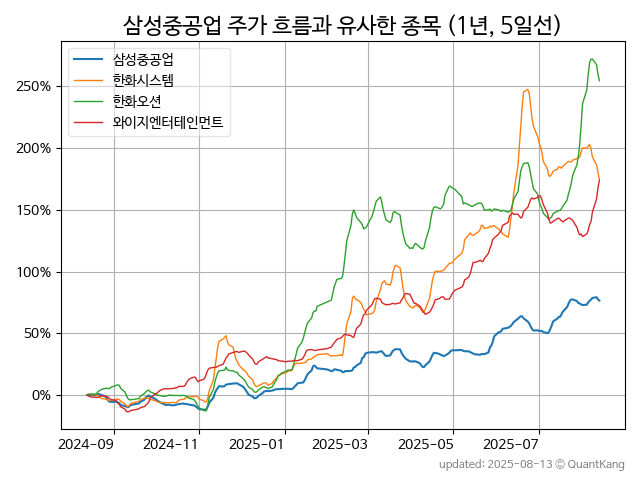 삼성중공업 주가 흐름과 유사한 종목 (1년, 5일선)
삼성중공업
한화시스템
한화오션
와이지엔터테인먼트
250%
200%
150%
100%
50%
0%
2024-09 2024-11 2025-01 2025-03 2025-05 2025-07
updated: 2025-08-13 © QuantKang